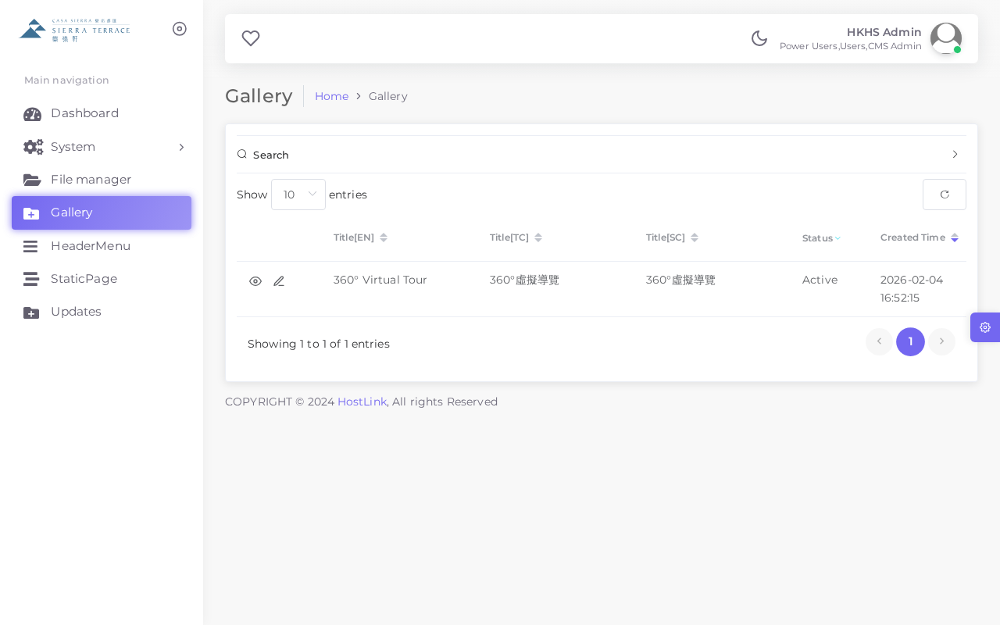 CASA SIERRA
SIERRA TERRACE
樂嶺軒
Main navigation
Dashboard
System
File manager
Gallery
HeaderMenu
StaticPage
Updates
HKHS Admin
Power Users,Users,CMS Admin
Gallery
Home
Gallery
Search
Show 10 entries
Title[EN] Title[TC] Title[SC] Status Created Time
360° Virtual Tour 360°虛擬導覽 360°虛擬導覽 Active 2026-02-04
16:52:15
Showing 1 to 1 of 1 entries
1
COPYRIGHT © 2024 HostLink, All rights Reserved